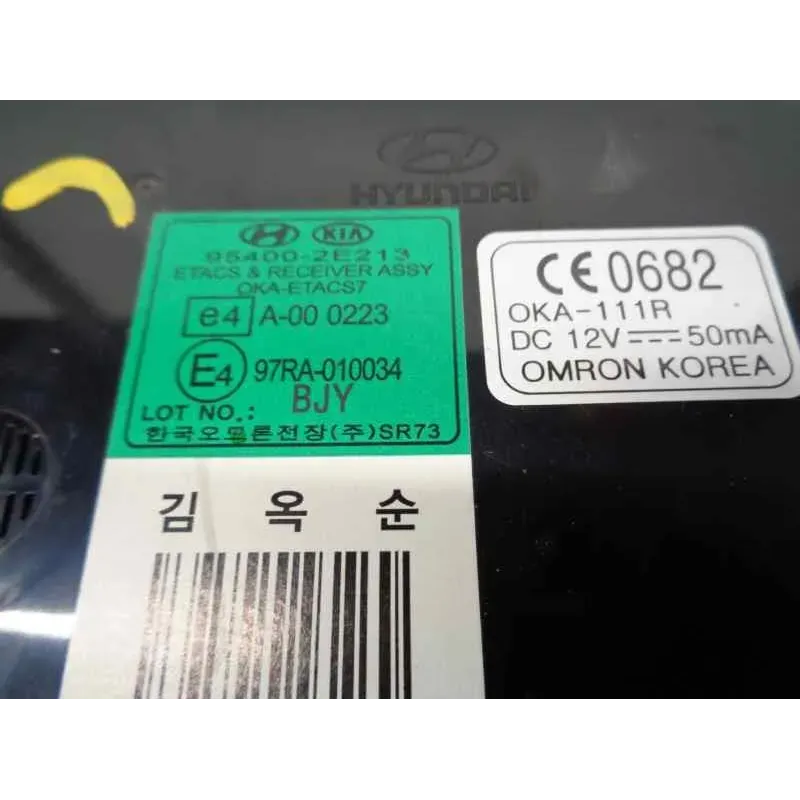 HYUNDAI
KIA
95400-2E213
ETACS & RECEIVER ASSY
OKA-ETACS7
e4 A-00 0223
E4 97RA-010034
LOT NO.: BJY
한국오므론전장(주)SR73
김 옥 순
CE 0682
OKA-111R
DC 12V 50mA
OMRON KOREA